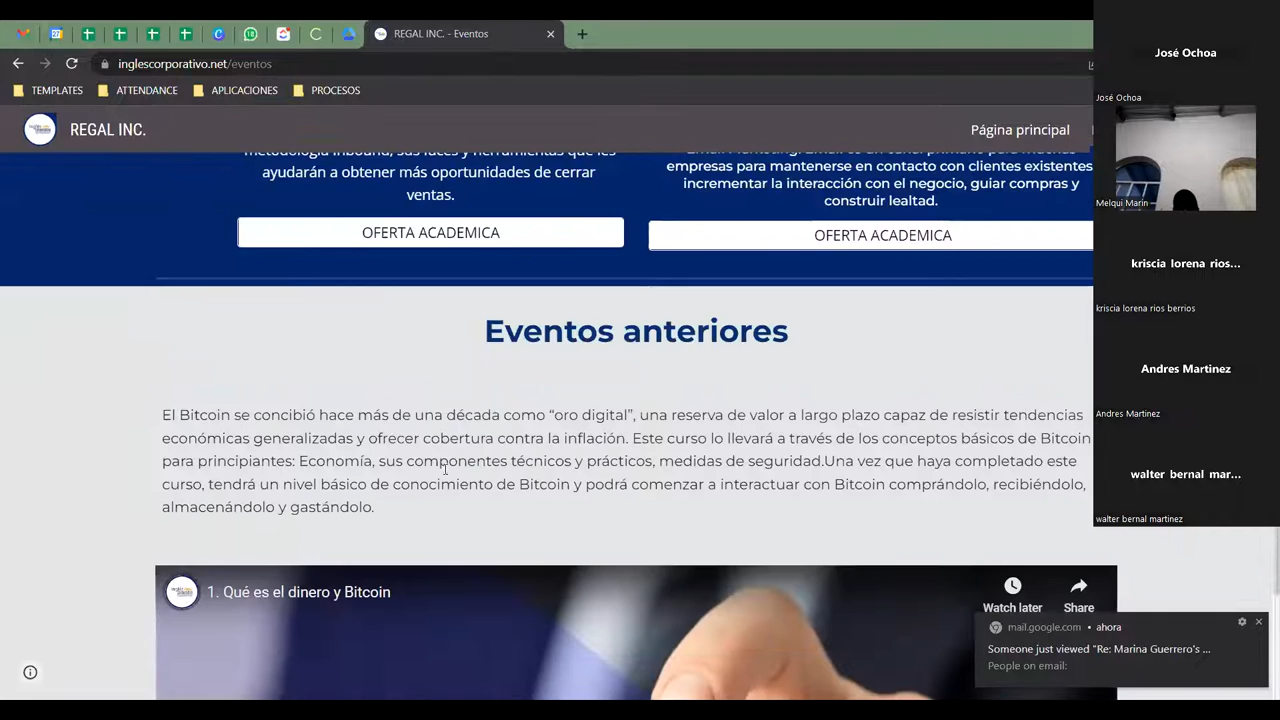 REGAL INC. - Eventos
inglescorporativo.net/eventos
TEMPLATES ATTENDANCE APLICACIONES PROCESOS
REGAL INC.
Página principal
ayudarán a obtener más oportunidades de cerrar
ventas.
OFERTA ACADEMICA
empresas para mantenerse en contacto con clientes existentes,
incrementar la interacción con el negocio, guiar compras y
construir lealtad.
OFERTA ACADEMICA
Eventos anteriores
El Bitcoin se concibió hace más de una década como “oro digital”, una reserva de valor a largo plazo capaz de resistir tendencias
económicas generalizadas y ofrecer cobertura contra la inflación. Este curso lo llevará a través de los conceptos básicos de Bitcoin
para principiantes: Economía, sus componentes técnicos y prácticos, medidas de seguridad.Una vez que haya completado este
curso, tendrá un nivel básico de conocimiento de Bitcoin y podrá comenzar a interactuar con Bitcoin comprándolo, recibiéndolo,
almacenándolo y gastándolo.
1. Qué es el dinero y Bitcoin
Watch later
Share
José Ochoa
José Ochoa
Melqui Marin
kriscia lorena rios...
kriscia lorena rios berrios
Andres Martinez
Andres Martinez
walter bernal mar...
walter bernal martinez
mail.google.com • ahora
Someone just viewed "Re: Marina Guerrero's ...
People on email: